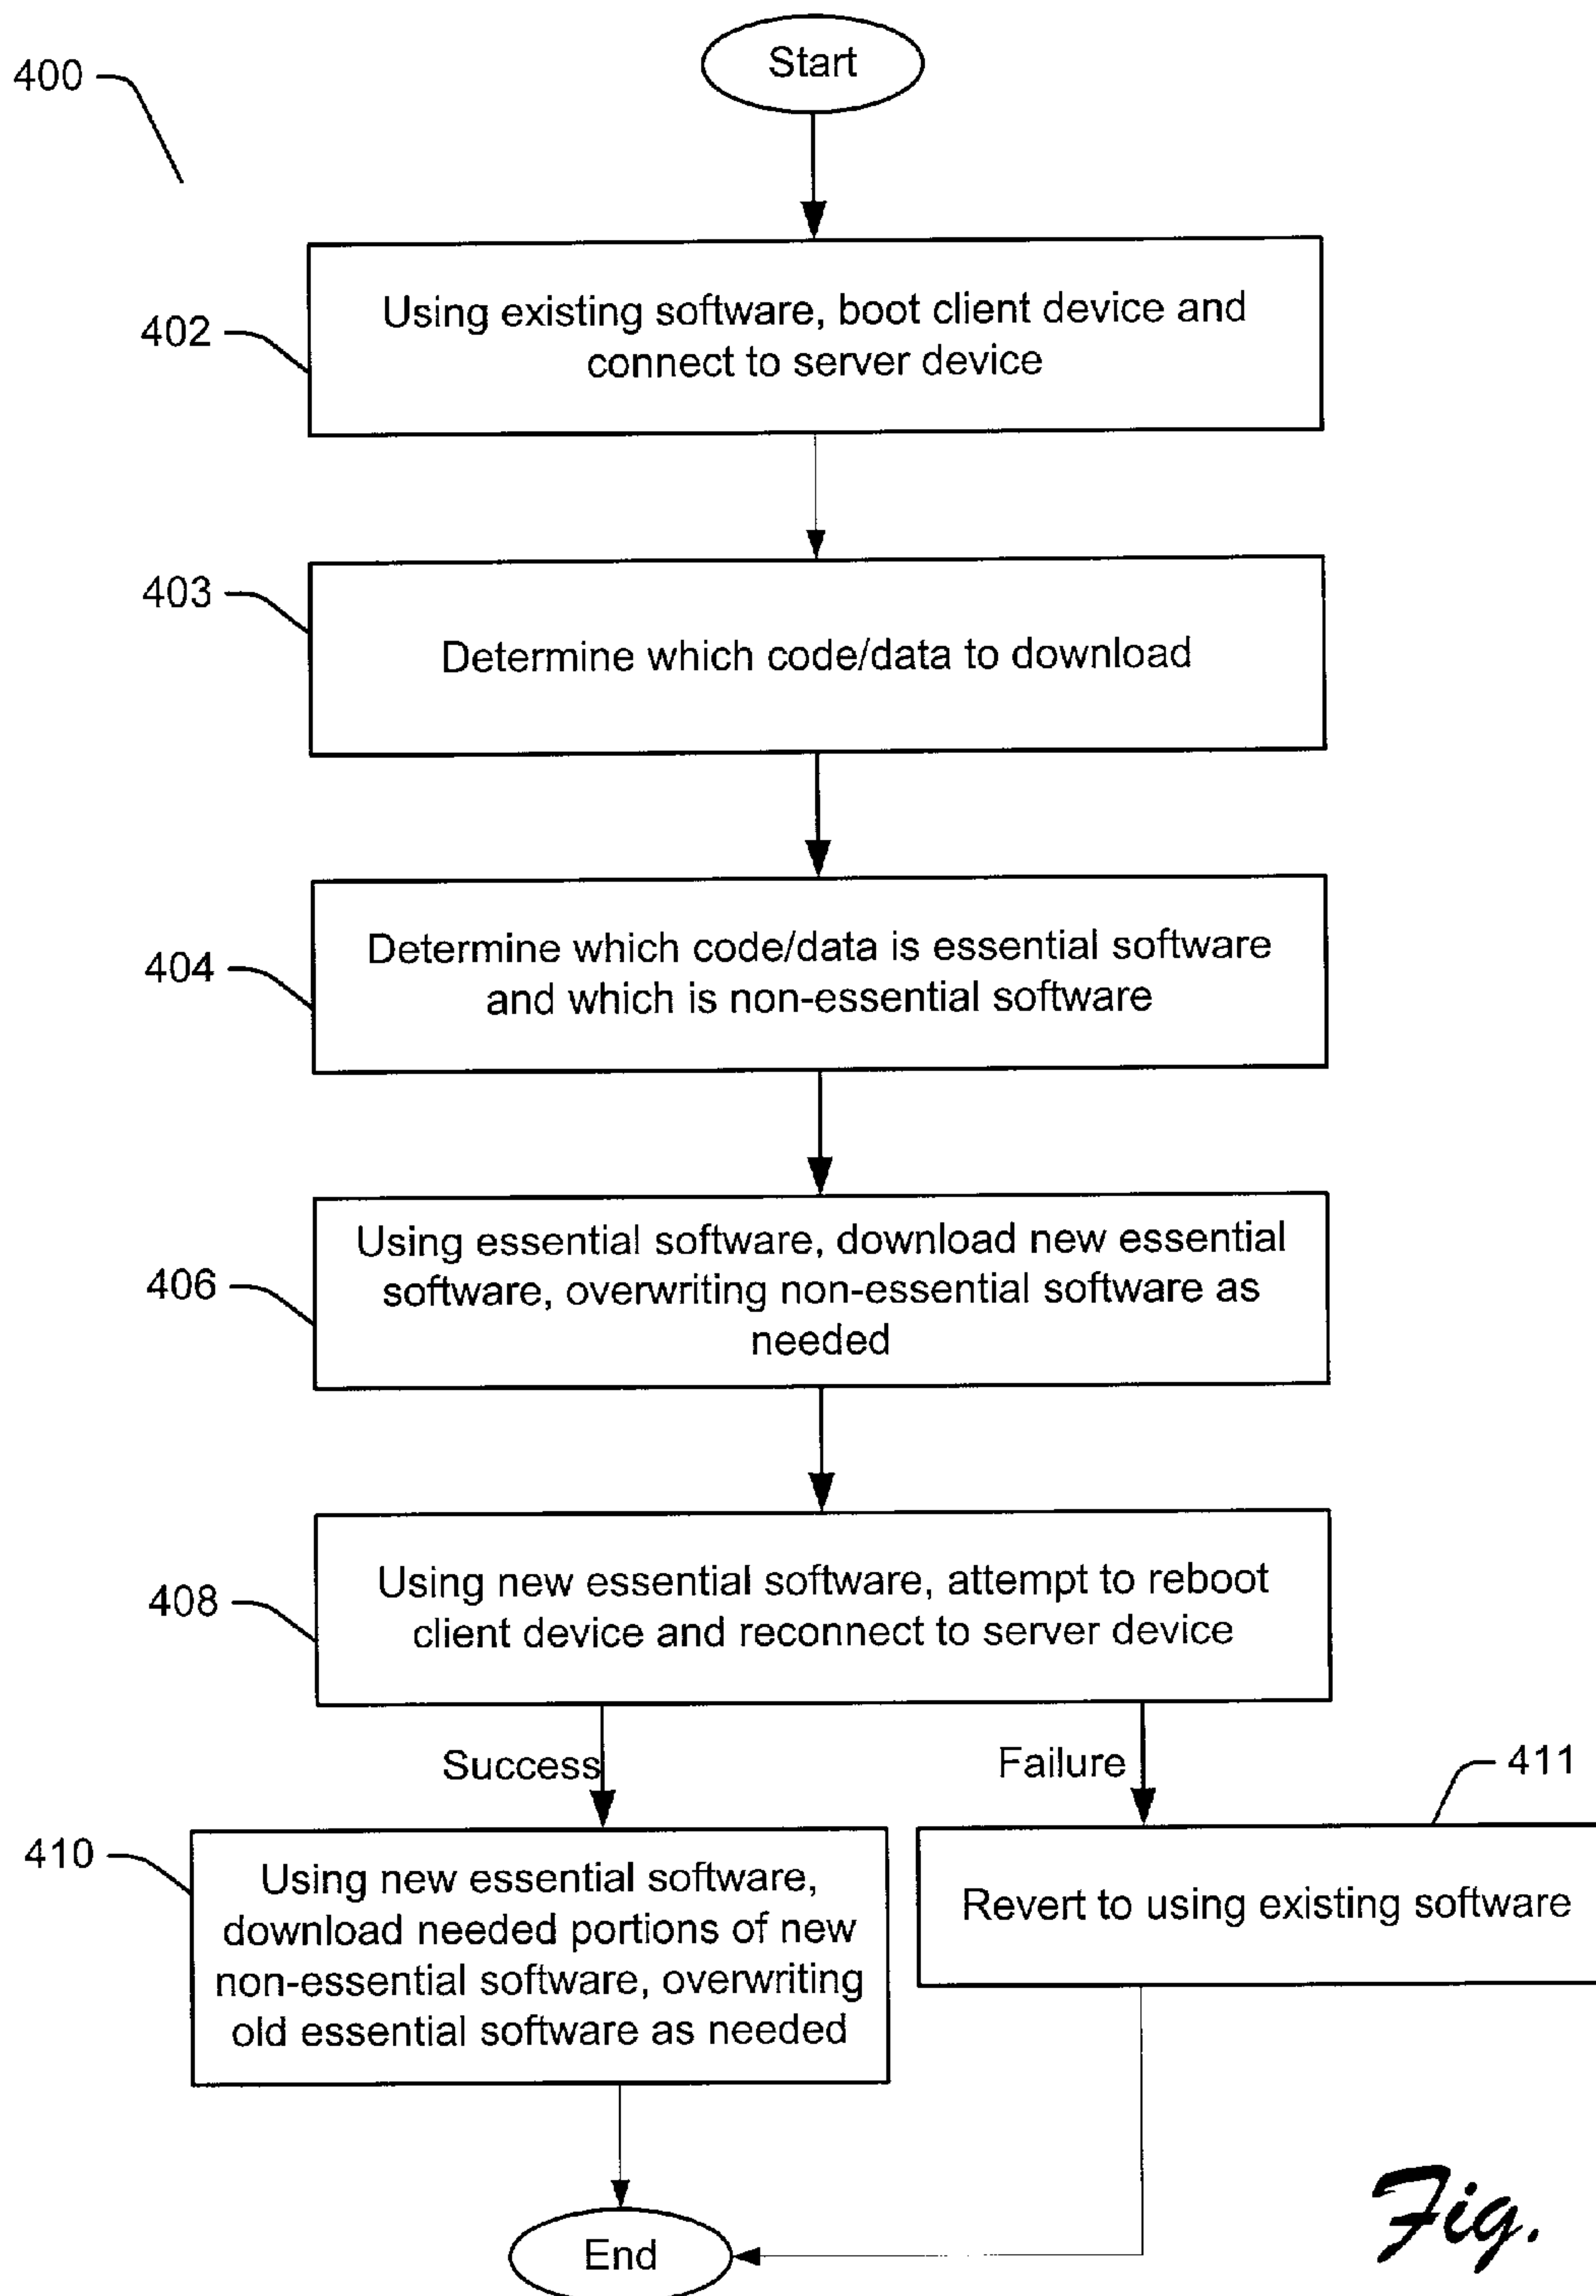 400
Start
402
Using existing software, boot client device and
connect to server device
403
Determine which code/data to download
404
Determine which code/data is essential software
and which is non-essential software
406
Using essential software, download new essential
software, overwriting non-essential software as
needed
408
Using new essential software, attempt to reboot
client device and reconnect to server device
Success
Failure
411
410
Using new essential software,
download needed portions of new
non-essential software, overwriting
old essential software as needed
Revert to using existing software
End
Fig.